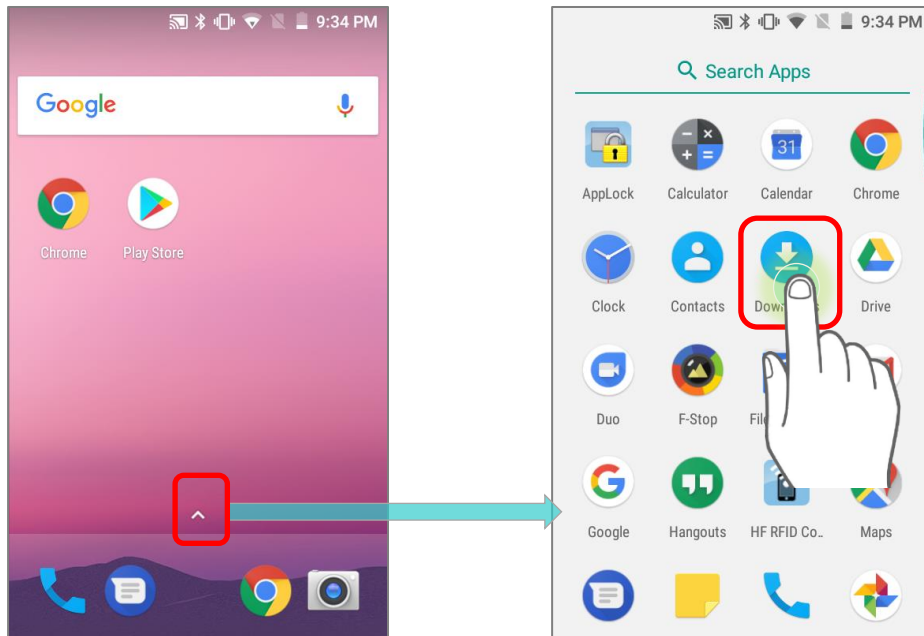 9:34 PM
Google
Chrome
Play Store
9:34 PM
Search Apps
31
AppLock
Calculator
Calendar
Chrome
Clock
Contacts
Drive
Duo
F-Stop
Google
Hangouts
HF RFID Co..
Maps